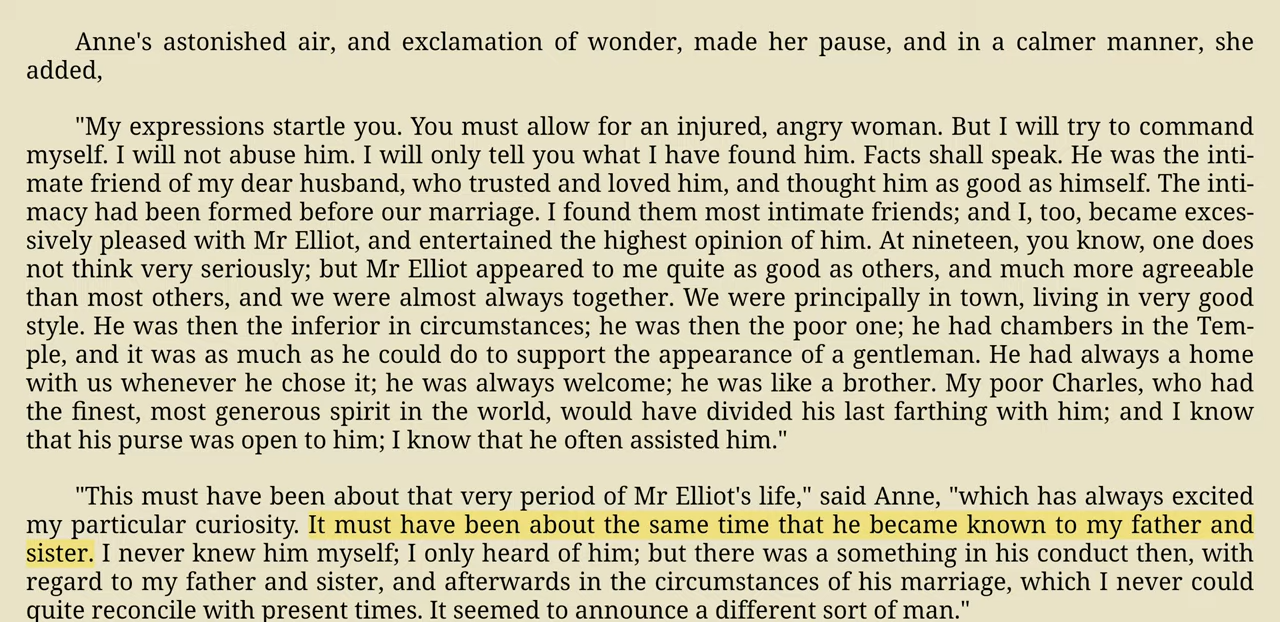 Anne's astonished air, and exclamation of wonder, made her pause, and in a calmer manner, she
added,
"My expressions startle you. You must allow for an injured, angry woman. But I will try to command
myself. I will not abuse him. I will only tell you what I have found him. Facts shall speak. He was the inti-
mate friend of my dear husband, who trusted and loved him, and thought him as good as himself. The inti-
macy had been formed before our marriage. I found them most intimate friends; and I, too, became exces-
sively pleased with Mr Elliot, and entertained the highest opinion of him. At nineteen, you know, one does
not think very seriously; but Mr Elliot appeared to me quite as good as others, and much more agreeable
than most others, and we were almost always together. We were principally in town, living in very good
style. He was then the inferior in circumstances; he was then the poor one; he had chambers in the Tem-
ple, and it was as much as he could do to support the appearance of a gentleman. He had always a home
with us whenever he chose it; he was always welcome; he was like a brother. My poor Charles, who had
the finest, most generous spirit in the world, would have divided his last farthing with him; and I know
that his purse was open to him; I know that he often assisted him."
"This must have been about that very period of Mr Elliot's life," said Anne, "which has always excited
my particular curiosity. It must have been about the same time that he became known to my father and
sister. I never knew him myself; I only heard of him; but there was a something in his conduct then, with
regard to my father and sister, and afterwards in the circumstances of his marriage, which I never could
quite reconcile with present times. It seemed to announce a different sort of man."